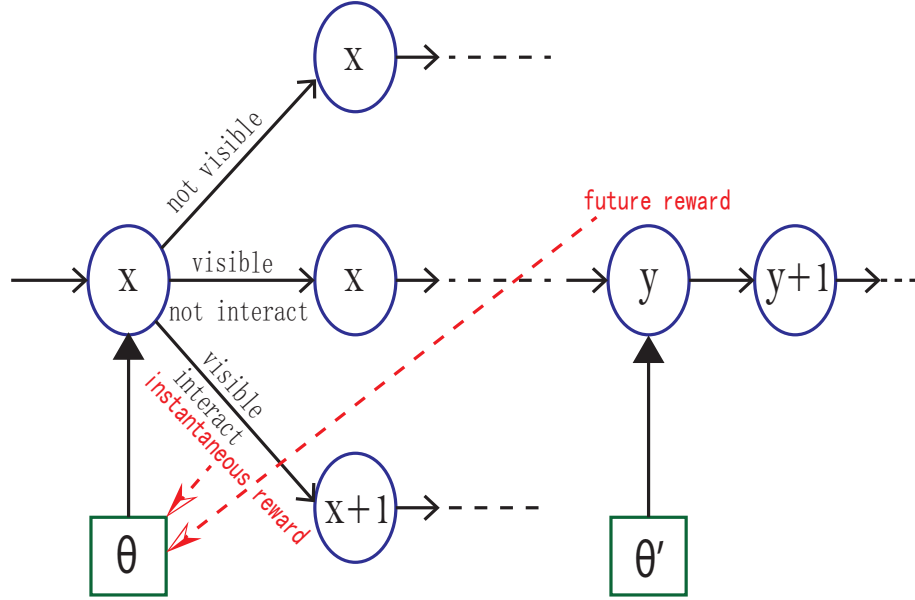 x
not visible
future reward
x
visible
x
y
y+1
not interact
visible
interact
instantaneous reward
x+1
θ
θ′